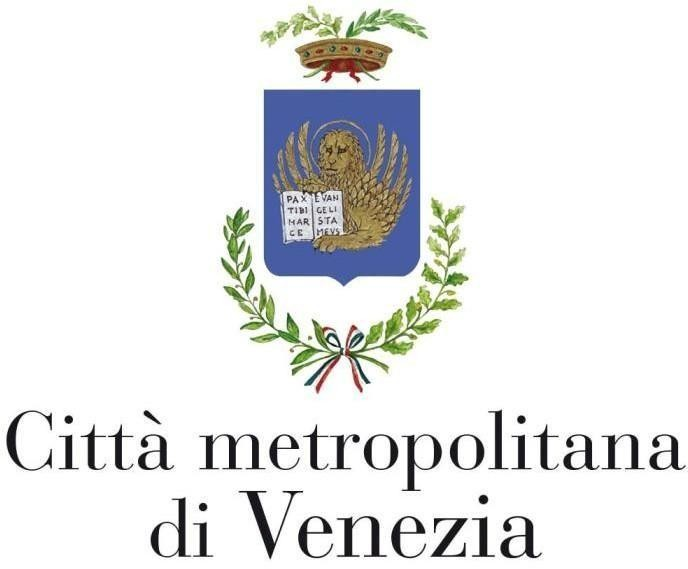 PAX
TIBI
MAR
CE
EVAN
GELI
STA
MEVS
Città metropolitana
di Venezia